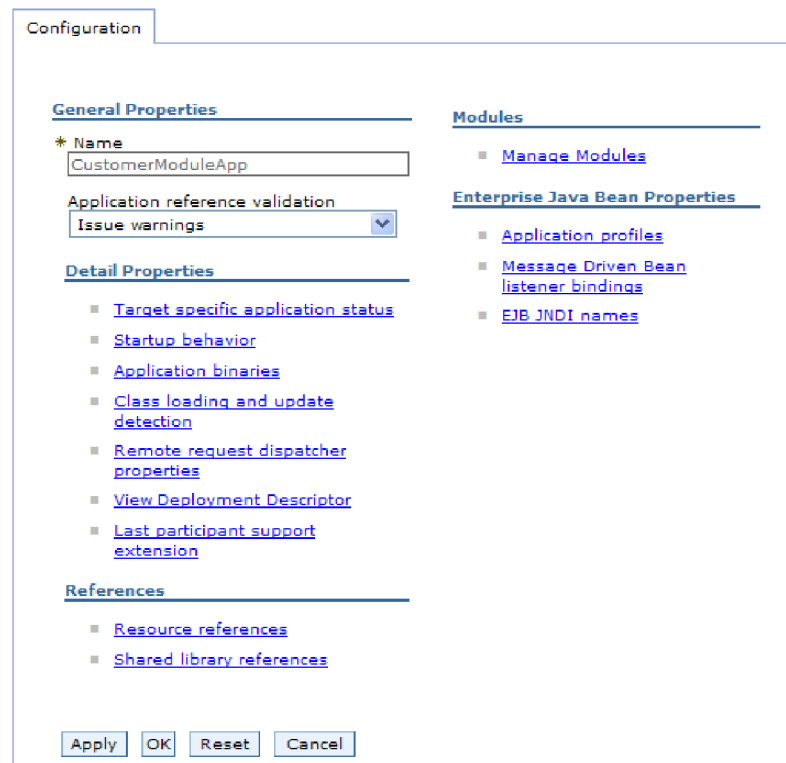 Configuration
General Properties
* Name
CustomerModuleApp
Application reference validation
Issue warnings
Detail Properties
Target specific application status
Startup behavior
Application binaries
Class loading and update
detection
Remote request dispatcher
properties
View Deployment Descriptor
Last participant support
extension
References
Resource references
Shared library references
Modules
Manage Modules
Enterprise Java Bean Properties
Application profiles
Message Driven Bean
listener bindings
EJB JNDI names
Apply OK Reset Cancel